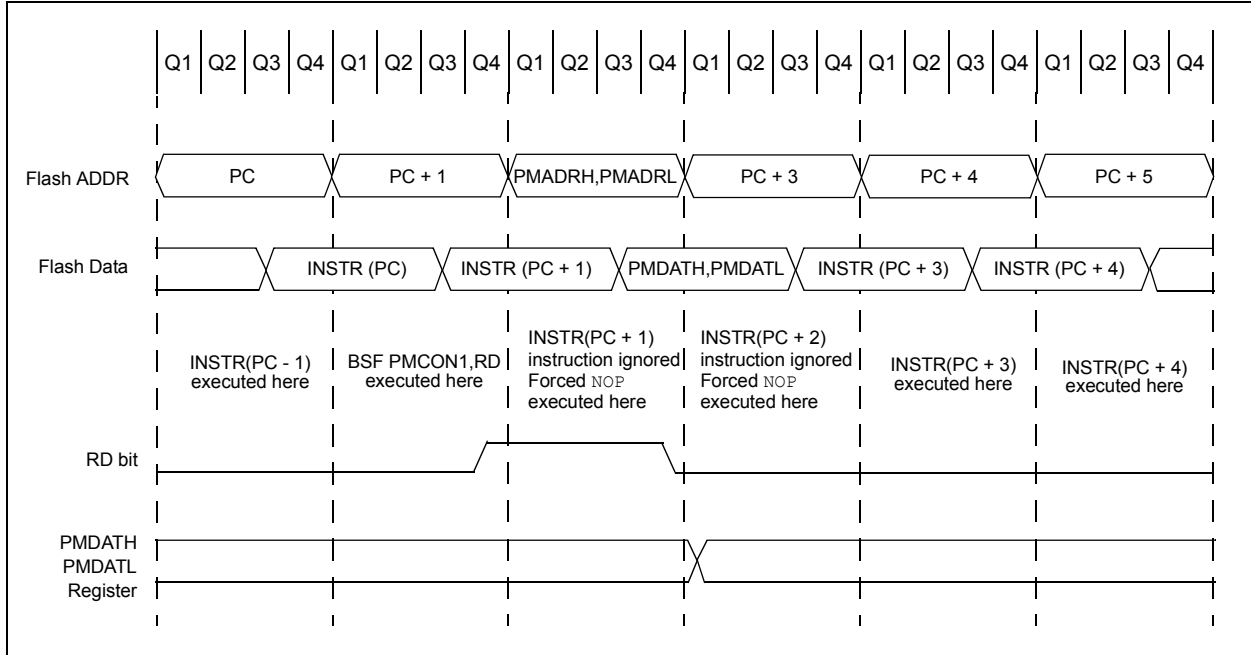 Q1 Q2 Q3 Q4 Q1 Q2 Q3 Q4 Q1 Q2 Q3 Q4 Q1 Q2 Q3 Q4 Q1 Q2 Q3 Q4 Q1 Q2 Q3 Q4
Flash ADDR
PC
PC + 1
PMADRH,PMADRL
PC + 3
PC + 4
PC + 5
Flash Data
INSTR (PC)
INSTR (PC + 1)
PMDATH,PMDATL
INSTR (PC + 3)
INSTR (PC + 4)
INSTR(PC - 1)
executed here
BSF PMCON1,RD
executed here
INSTR(PC + 1)
instruction ignored
Forced NOP
executed here
INSTR(PC + 2)
instruction ignored
Forced NOP
executed here
INSTR(PC + 3)
executed here
INSTR(PC + 4)
executed here
RD bit
PMDATH
PMDATL
Register